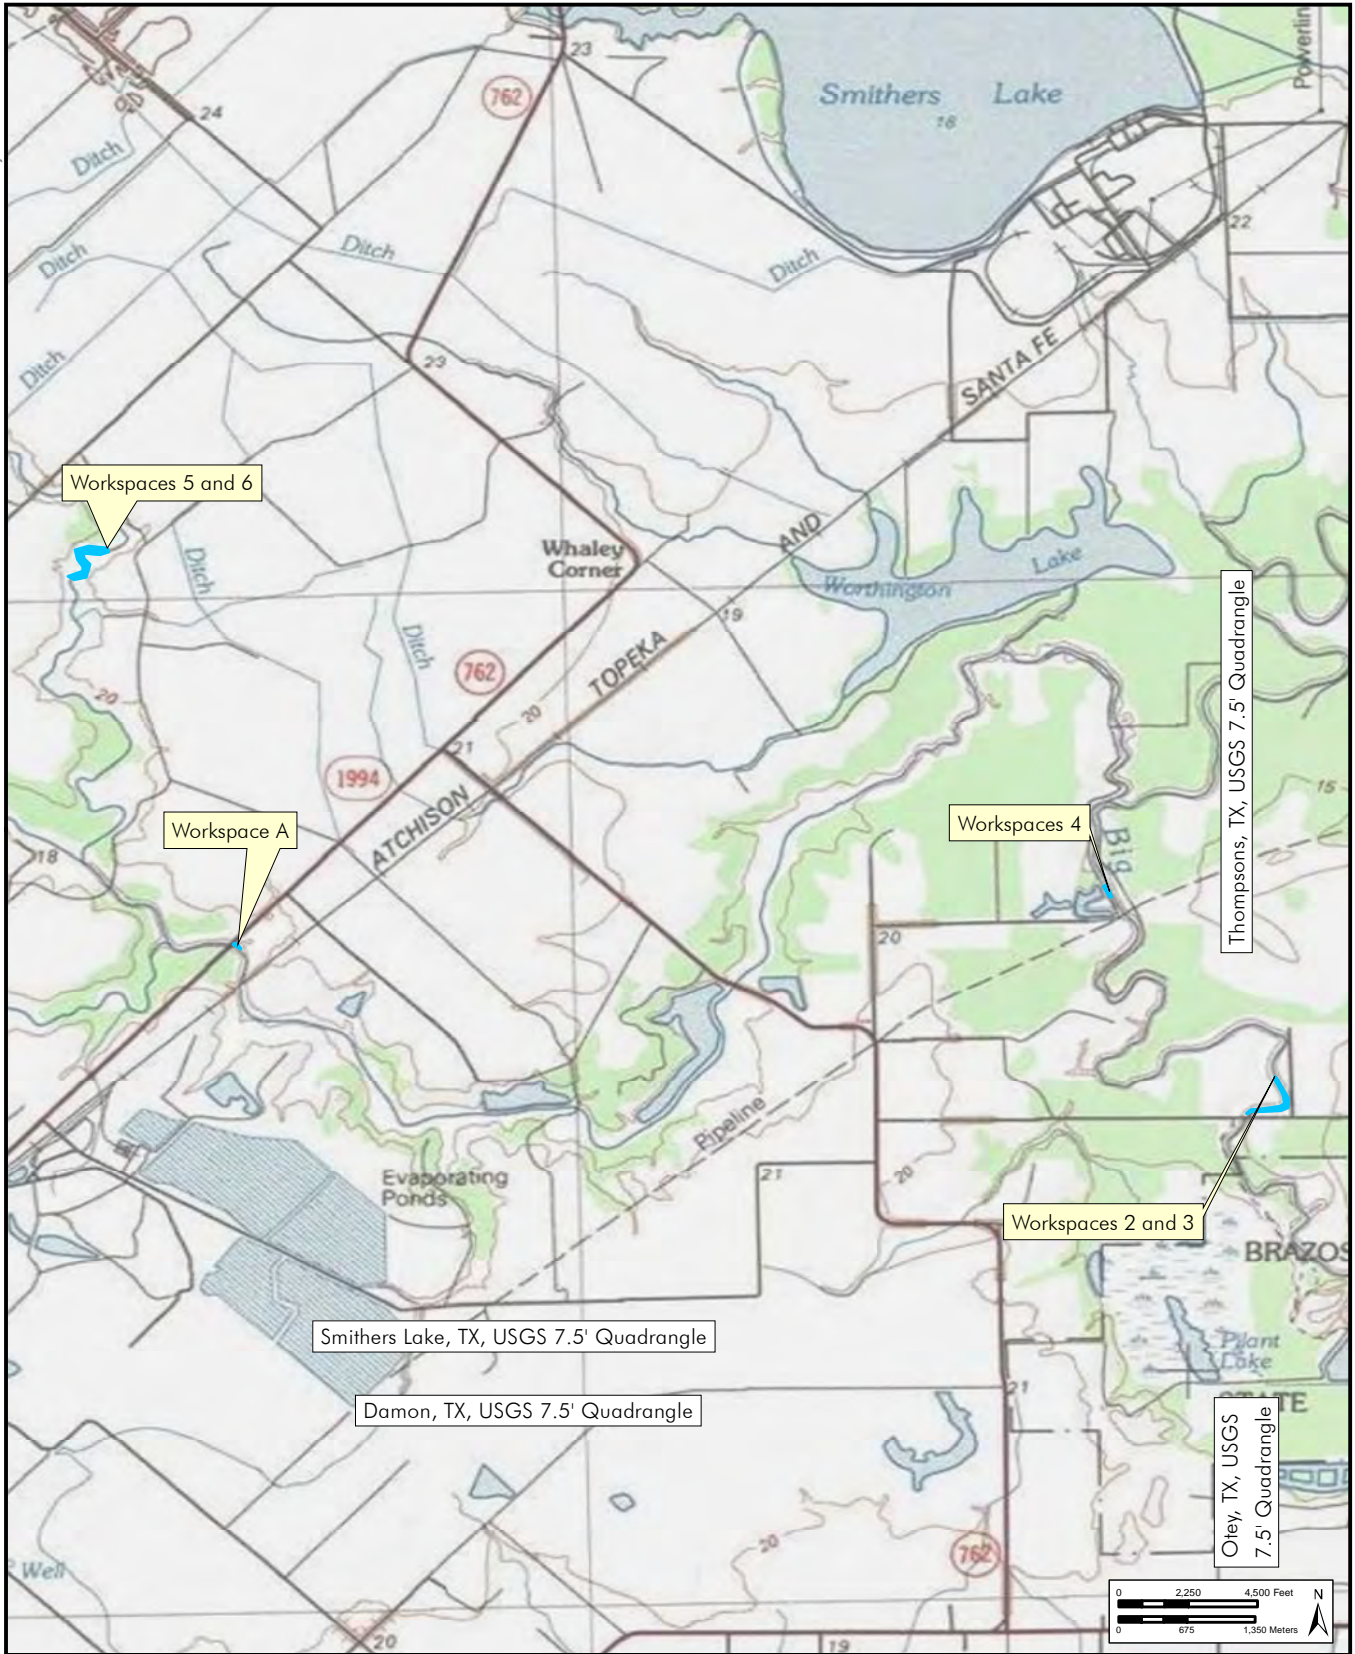 23
762
Smithers Lake
18
Powerlin
24
Ditch
22
Ditch
Ditch
Ditch
23
Ditch
SANTA FE
Workspaces 5 and 6
AND
Whaley
Corner
Ditch
Lake
Worthington
19
Thompsons, TX, USGS 7.5' Quadrangle
Ditch
TOPEKA
762
20
20
21
1994
15
ATCHISON
Workspace A
Workspaces 4
Big
18
20
Pipeline
21
20
Evaporating
Ponds
Workspaces 2 and 3
BRAZOS
Smithers Lake, TX, USGS 7.5' Quadrangle
Pilant
Lake
21
STATE
Damon, TX, USGS 7.5' Quadrangle
Otey, TX, USGS
7.5' Quadrangle
20
762
Well
0 2,250 4,500 Feet
N
0 675 1,350 Meters
20
19